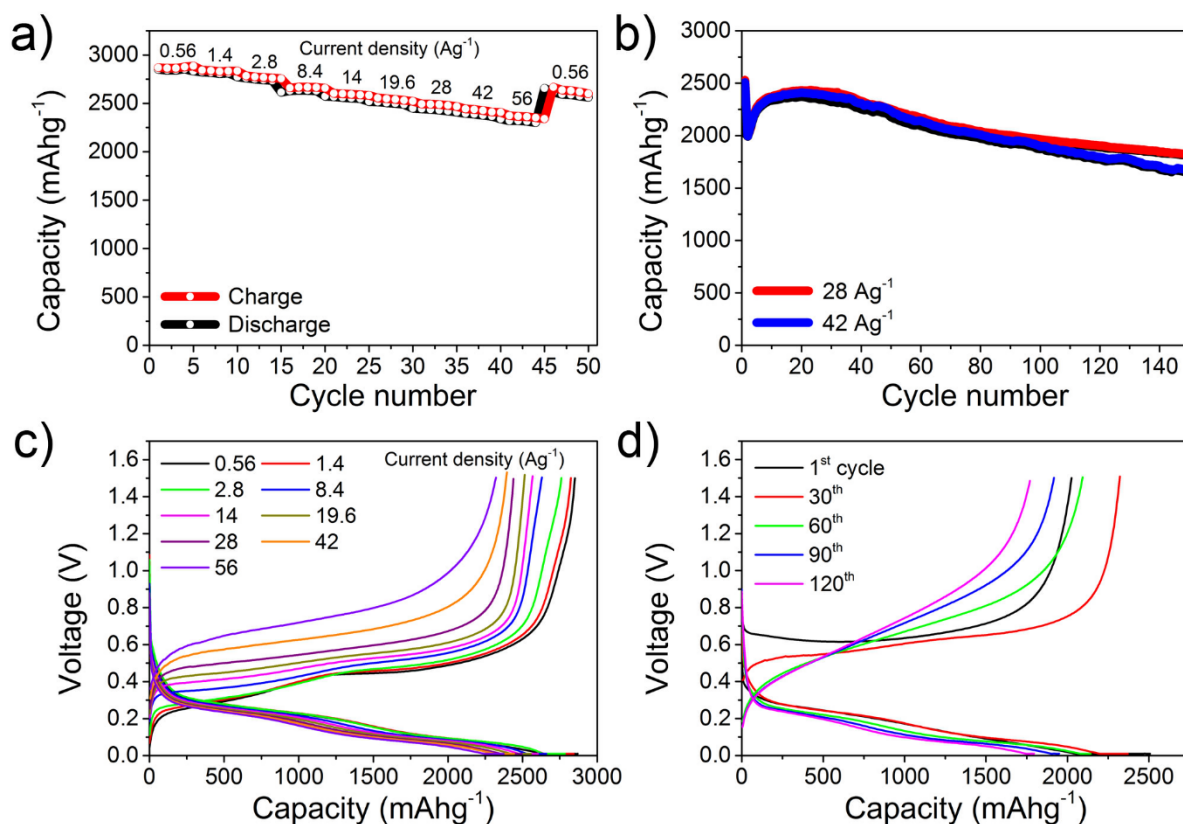 a)
Current density (Ag⁻¹)
0.56 1.4 2.8 8.4 14 19.6 28 42 56 0.56
3000
2500
2000
1500
1000
500
0
Capacity (mAhg⁻¹)
Charge
Discharge
0 5 10 15 20 25 30 35 40 45 50
Cycle number
b)
3000
2500
2000
1500
1000
500
0
Capacity (mAhg⁻¹)
28 Ag⁻¹
42 Ag⁻¹
0 20 40 60 80 100 120 140
Cycle number
c)
Current density (Ag⁻¹)
0.56 1.4
2.8 8.4
14 19.6
28 42
56
1.6
1.4
1.2
1.0
0.8
0.6
0.4
0.2
0.0
Voltage (V)
0 500 1000 1500 2000 2500 3000
Capacity (mAhg⁻¹)
d)
1ˢᵗ cycle
30ᵗʰ
60ᵗʰ
90ᵗʰ
120ᵗʰ
1.6
1.4
1.2
1.0
0.8
0.6
0.4
0.2
0.0
Voltage (V)
0 500 1000 1500 2000 2500
Capacity (mAhg⁻¹)